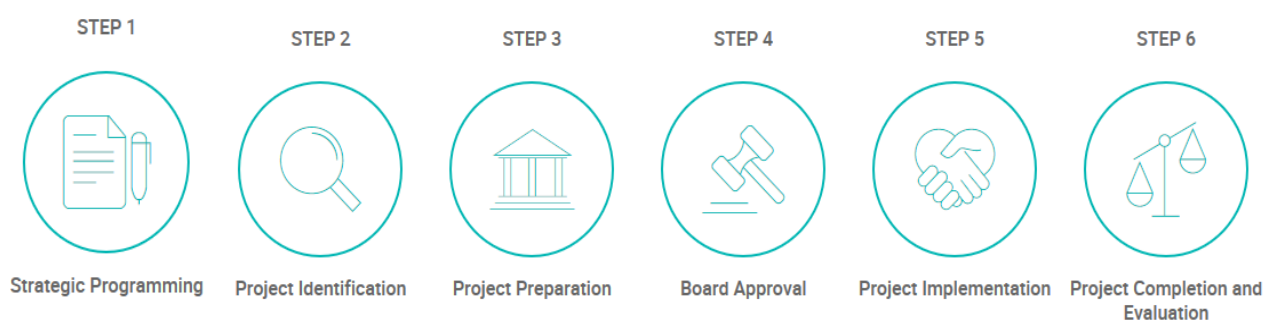 STEP 1
STEP 2
STEP 3
STEP 4
STEP 5
STEP 6
Strategic Programming
Project Identification
Project Preparation
Board Approval
Project Implementation
Project Completion and
Evaluation